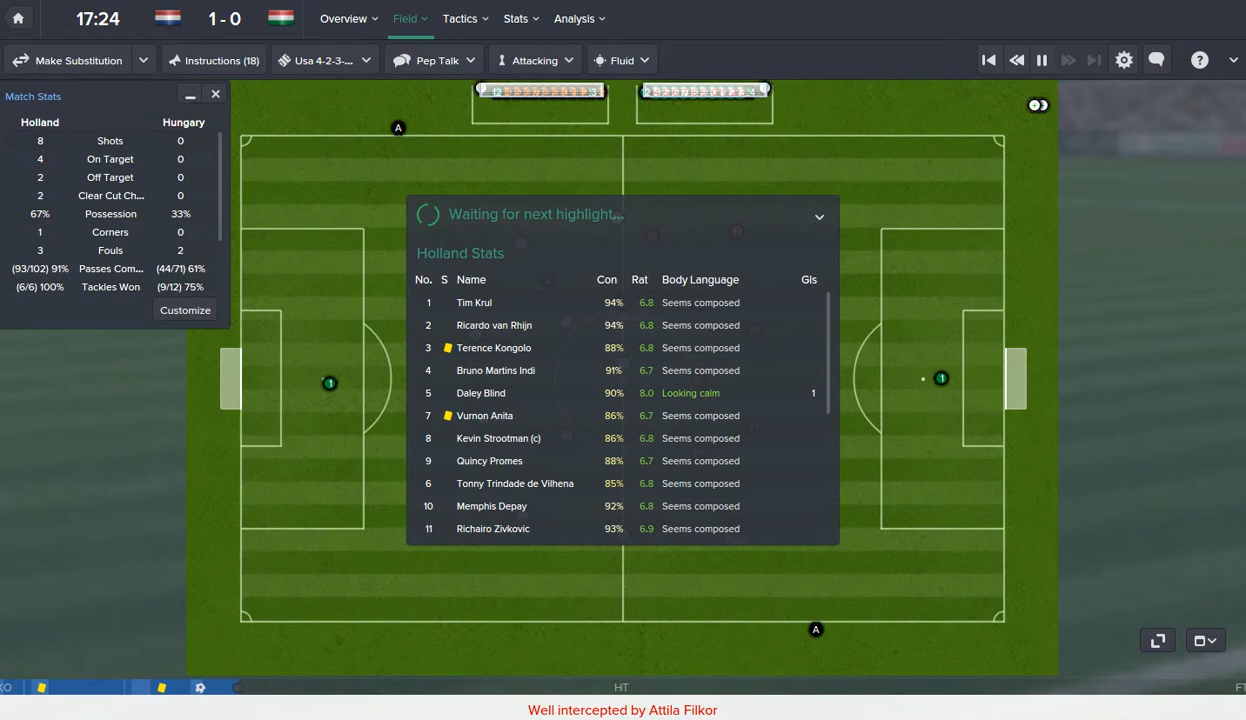 17:24 1 - 0 Overview Field Tactics Stats Analysis
Make Substitution Instructions (18) Usa 4-2-3-... Pep Talk Attacking Fluid ?
Match Stats
Holland Hungary
8 Shots 0
4 On Target 0
2 Off Target 0
2 Clear Cut Ch... 0
67% Possession 33%
1 Corners 0
3 Fouls 2
(93/102) 91% Passes Com... (44/71) 61%
(6/6) 100% Tackles Won (9/12) 75%
Customize
A
Waiting for next highlight...
Holland Stats
No. S Name Con Rat Body Language Gls
1 Tim Krul 94% 6.8 Seems composed
2 Ricardo van Rhijn 94% 6.8 Seems composed
3 Terence Kongolo 88% 6.8 Seems composed
4 Bruno Martins Indi 91% 6.7 Seems composed
5 Daley Blind 90% 8.0 Looking calm 1
7 Vurnon Anita 86% 6.7 Seems composed
8 Kevin Strootman (c) 86% 6.8 Seems composed
9 Quincy Promes 88% 6.7 Seems composed
6 Tonny Trindade de Vilhena 85% 6.8 Seems composed
10 Memphis Depay 92% 6.8 Seems composed
11 Richairo Zivkovic 93% 6.9 Seems composed
1
1
A
KO HT FT
Well intercepted by Attila Filkor